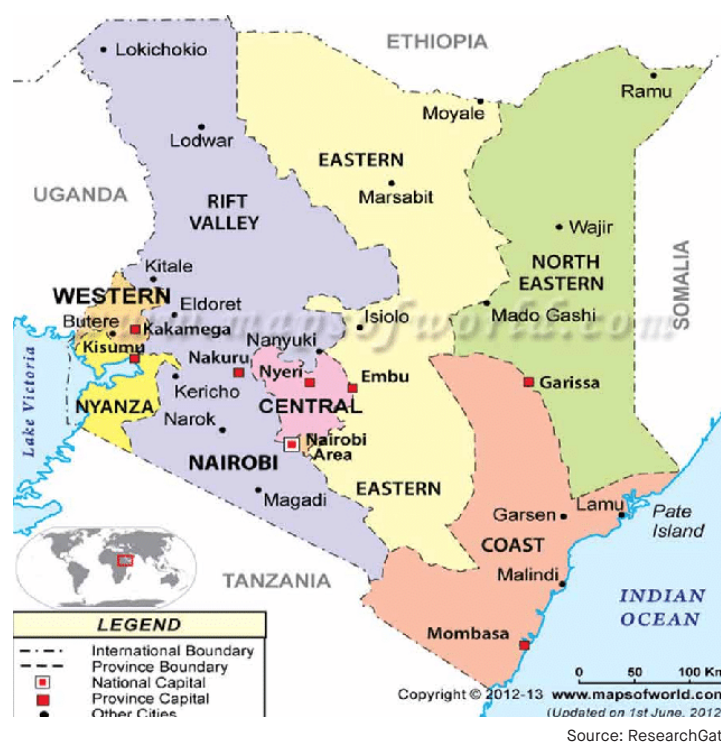 ETHIOPIA
Lokichokio
Ramu
Moyale
Lodwar
EASTERN
Marsabit
UGANDA
RIFT
VALLEY
Wajir
NORTH
EASTERN
SOMALIA
Kitale
WESTERN
Eldoret
Mado Gashi
Isiolo
Butere
Kakamega
mapsofworld.com
Kisumu
Nanyuki
Nakuru
Nyeri
Embu
Garissa
Lake Victoria
Kericho
NYANZA
CENTRAL
Narok
Nairobi
Area
NAIROBI
EASTERN
Magadi
Lamu
Garsen
Pate
Island
COAST
TANZANIA
Malindi
INDIAN
OCEAN
Mombasa
LEGEND
International Boundary
Province Boundary
National Capital
Province Capital
Other Cities
0 50 100 Km
Copyright © 2012-13 www.mapsofworld.com
(Updated on 1st June, 2012
Source: ResearchGat